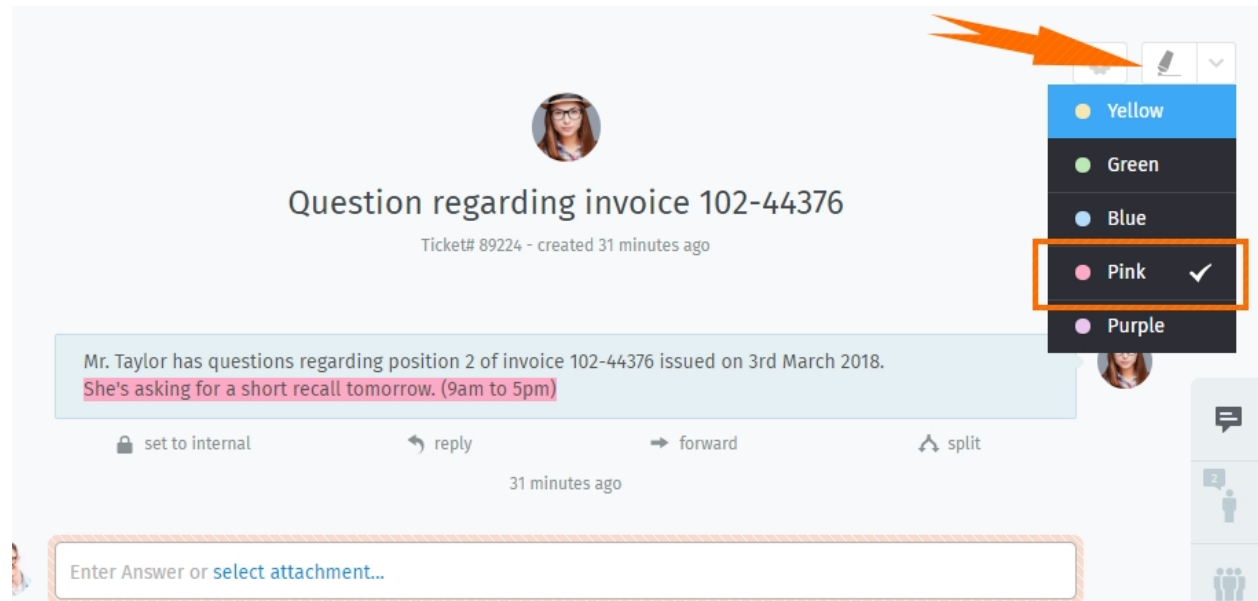 Yellow
Green
Blue
Pink
Purple
Question regarding invoice 102-44376
Ticket# 89224 - created 31 minutes ago
Mr. Taylor has questions regarding position 2 of invoice 102-44376 issued on 3rd March 2018.
She's asking for a short recall tomorrow. (9am to 5pm)
set to internal reply forward split
31 minutes ago
2
Enter Answer or select attachment...